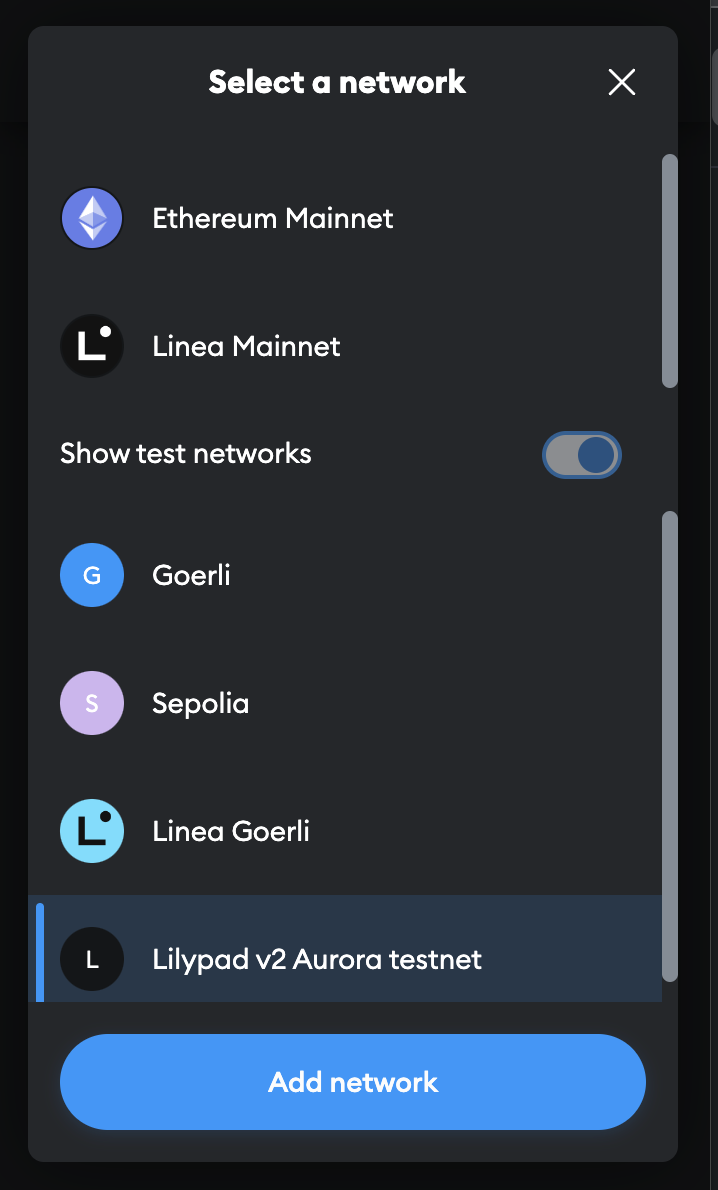 Select a network
Ethereum Mainnet
Linea Mainnet
Show test networks
G Goerli
S Sepolia
Linea Goerli
L Lilypad v2 Aurora testnet
Add network